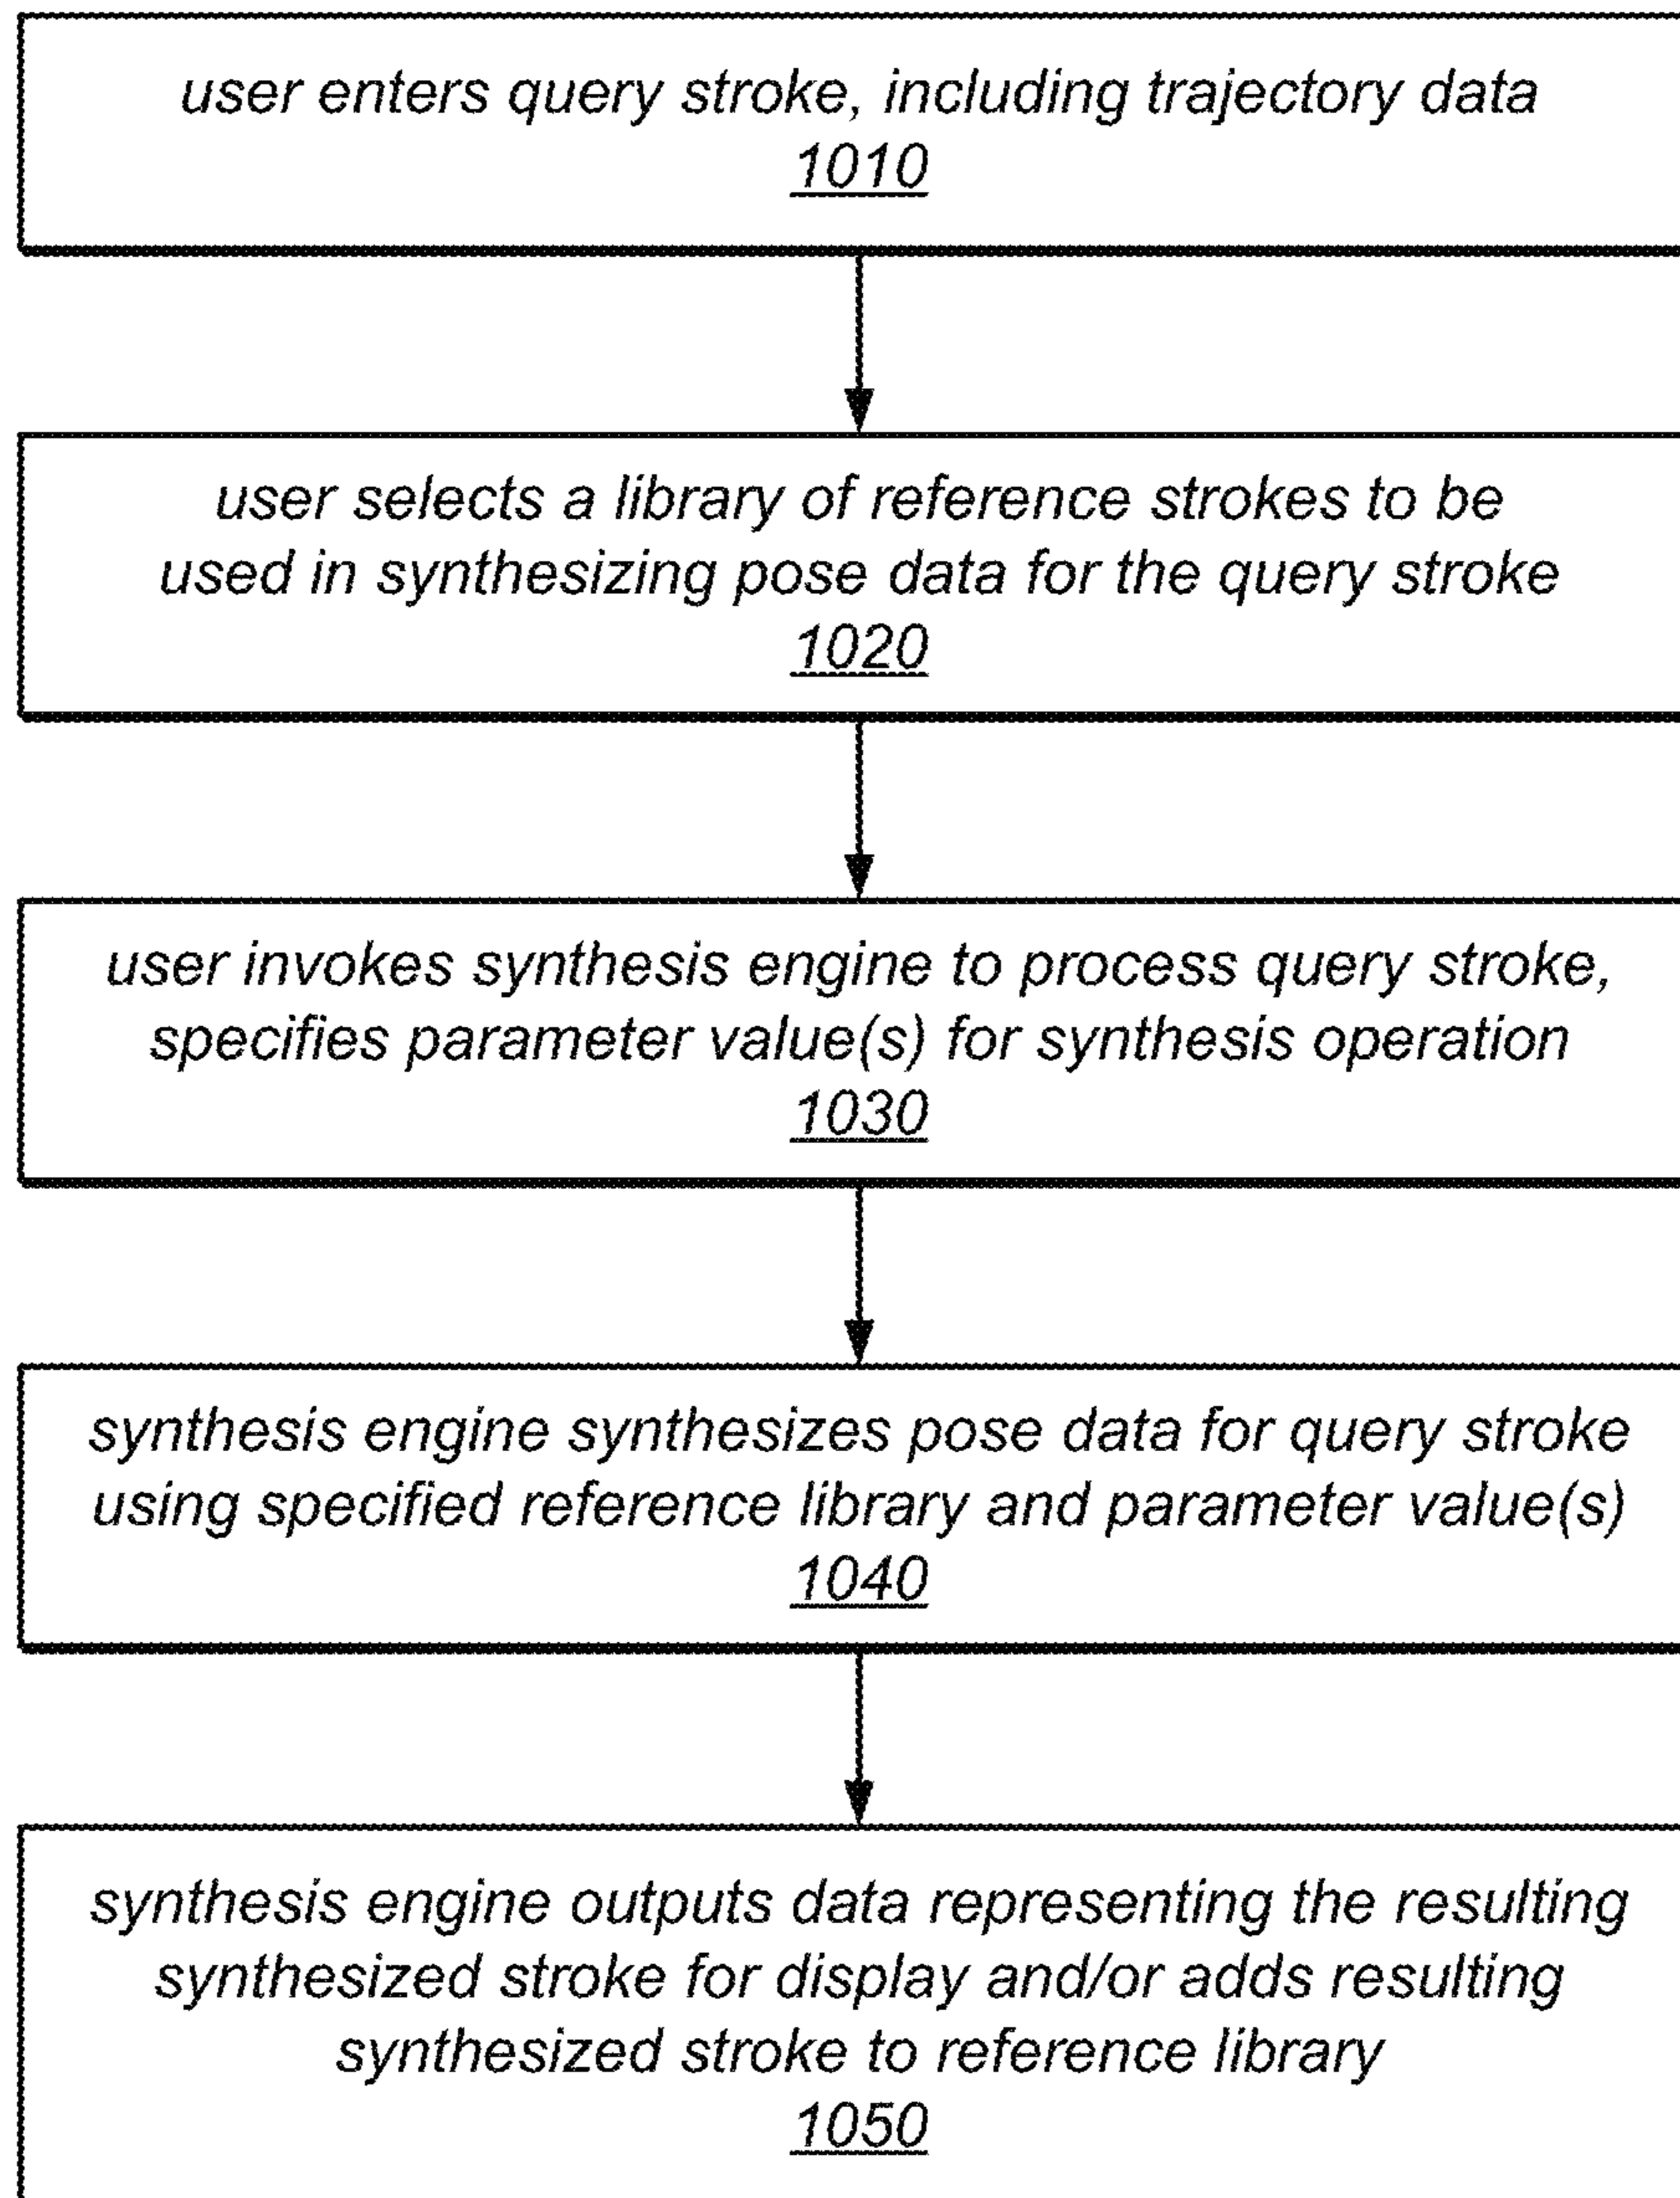 user enters query stroke, including trajectory data
1010
user selects a library of reference strokes to be
used in synthesizing pose data for the query stroke
1020
user invokes synthesis engine to process query stroke,
specifies parameter value(s) for synthesis operation
1030
synthesis engine synthesizes pose data for query stroke
using specified reference library and parameter value(s)
1040
synthesis engine outputs data representing the resulting
synthesized stroke for display and/or adds resulting
synthesized stroke to reference library
1050